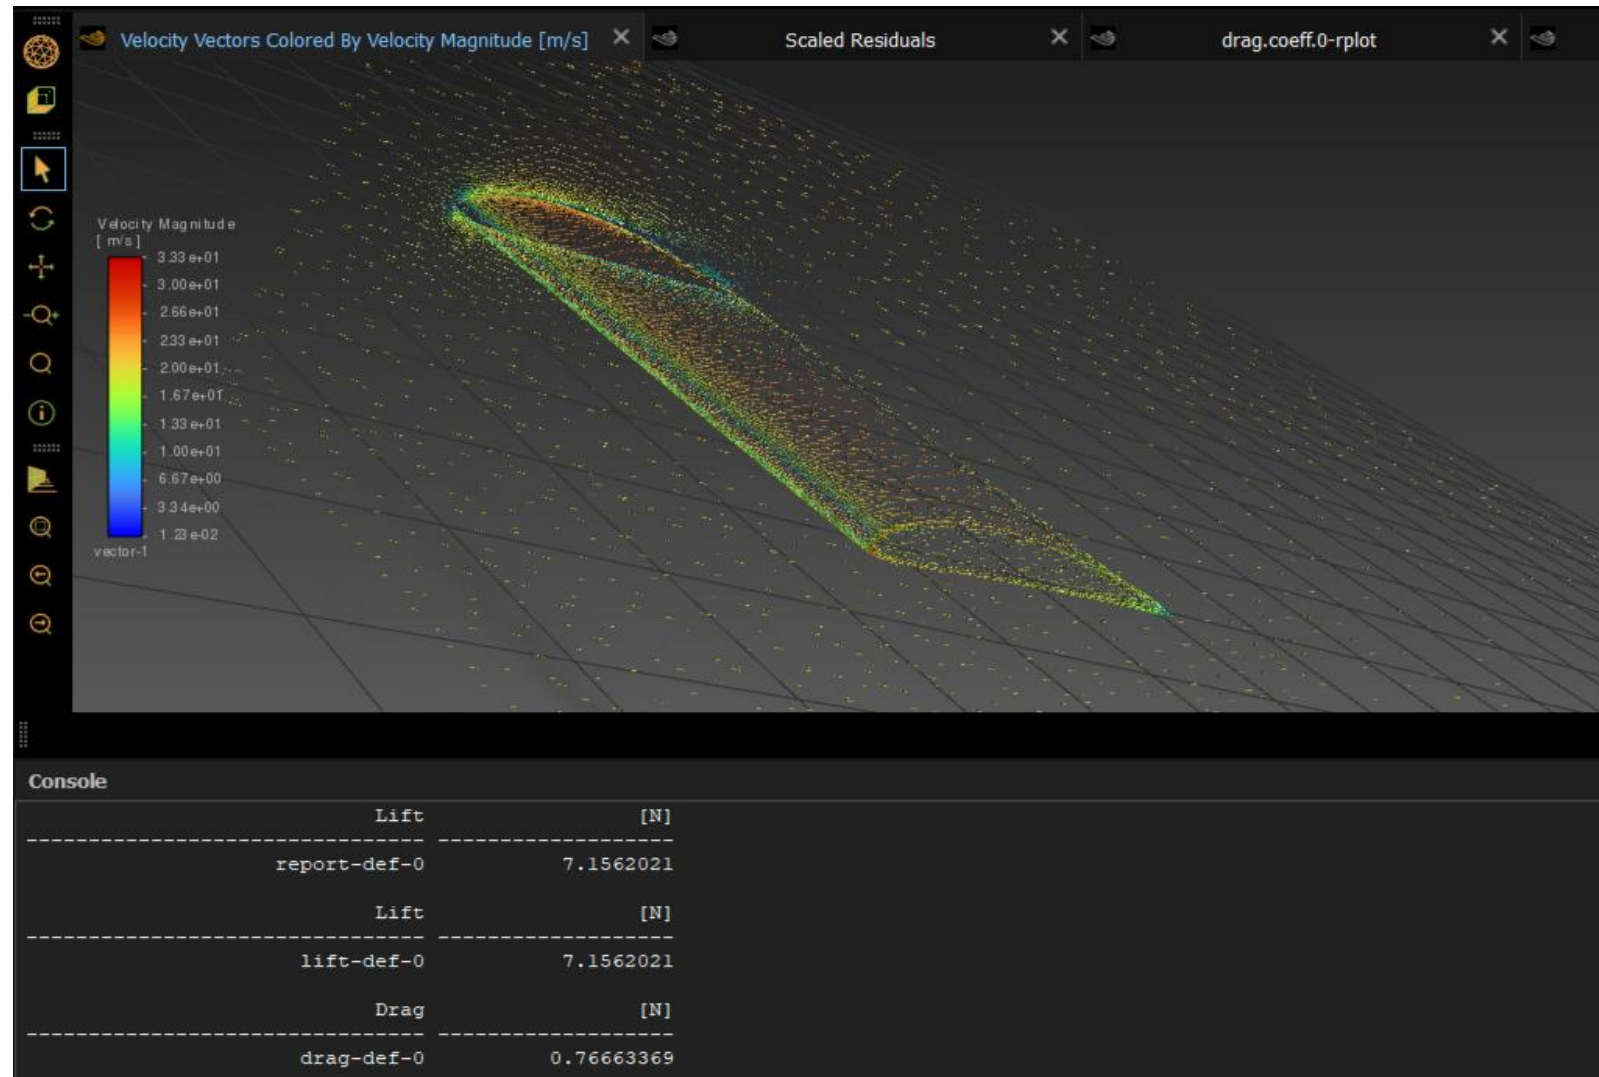 Velocity Vectors Colored By Velocity Magnitude [m/s]
Scaled Residuals
drag.coeff.0-rplot
Velocity Magnitude
[ m/s ]
3.33e+01
3.00e+01
2.66e+01
2.33e+01
2.00e+01
1.67e+01
1.33e+01
1.00e+01
6.67e+00
3.34e+00
1.23e-02
vector-1
Console
Lift [N]
-------------------------------- -------------------
report-def-0 7.1562021
Lift [N]
-------------------------------- -------------------
lift-def-0 7.1562021
Drag [N]
-------------------------------- -------------------
drag-def-0 0.76663369